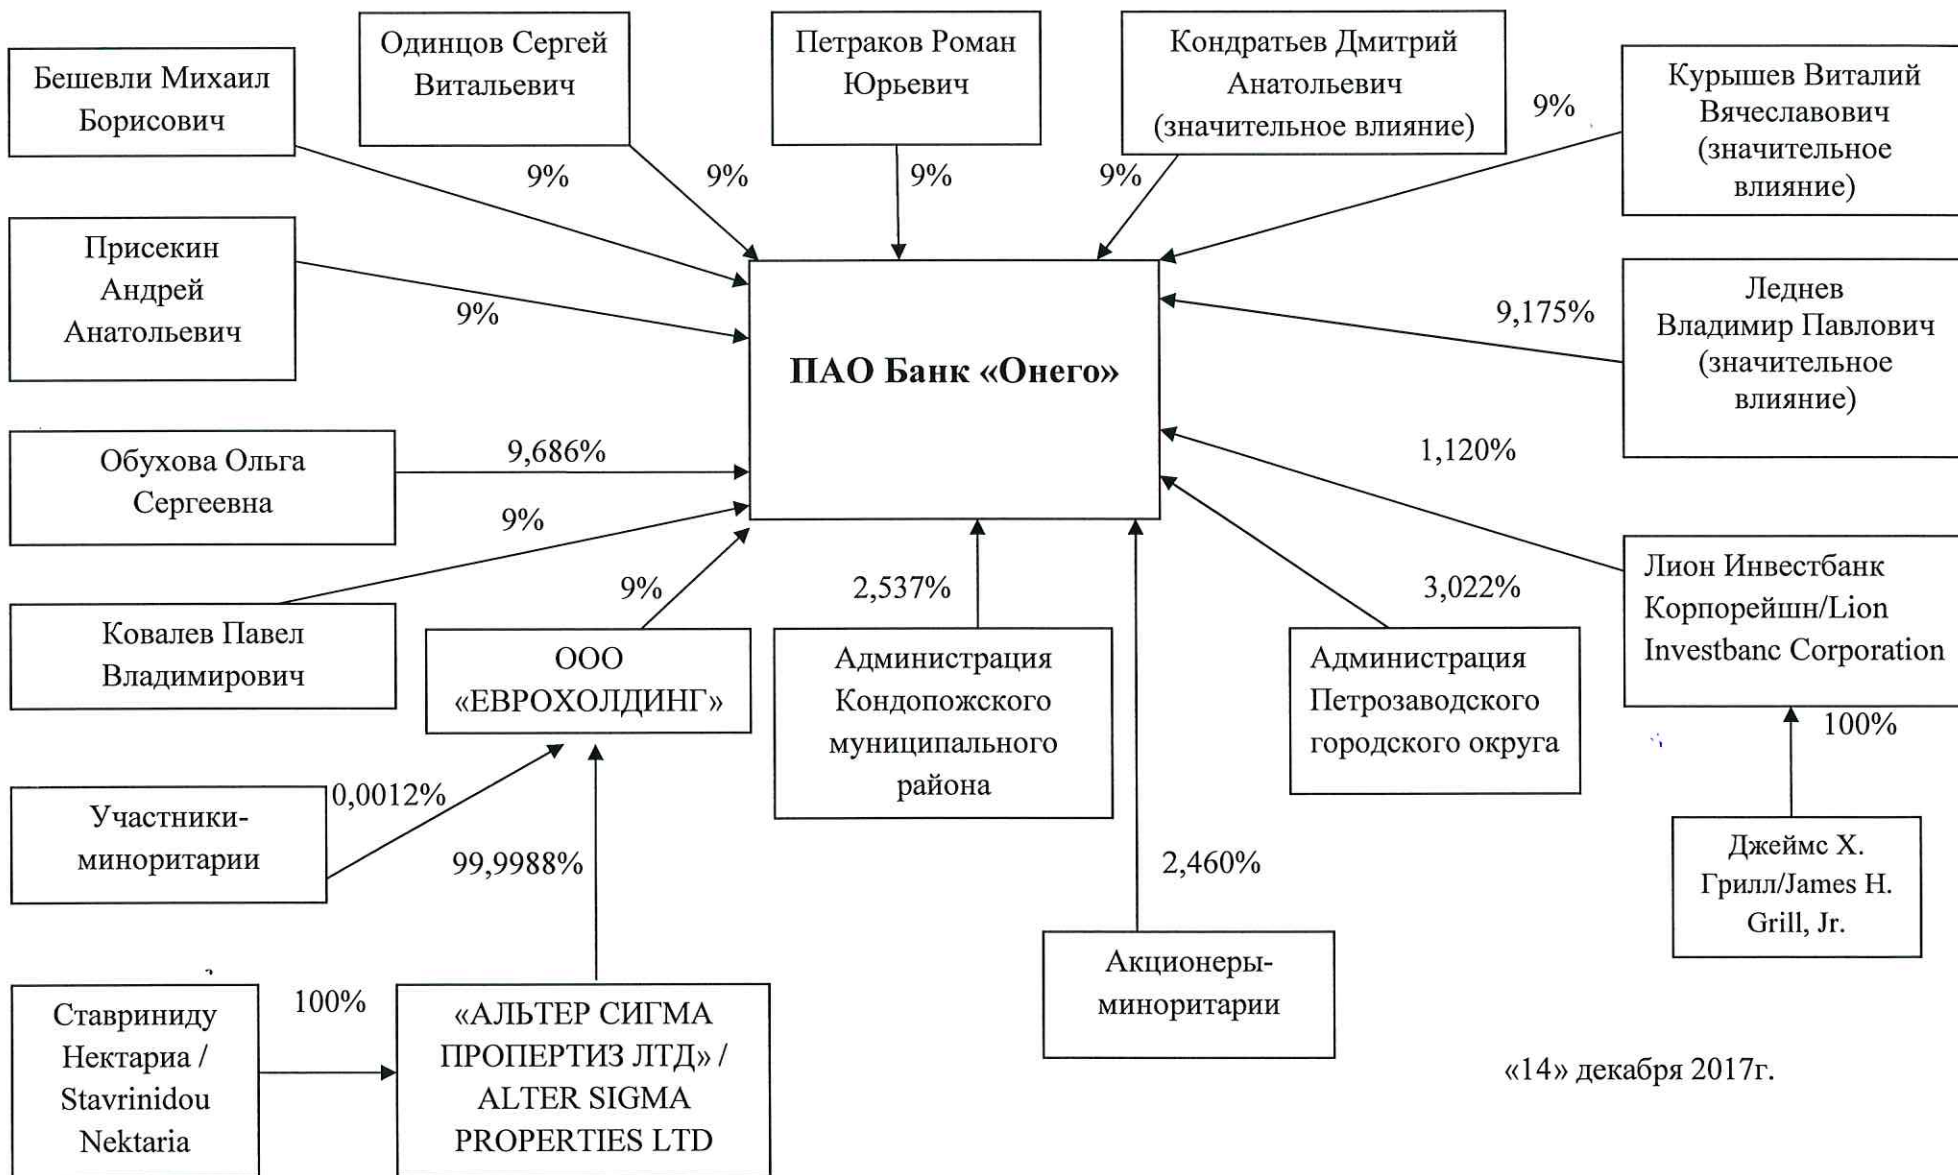 Бешевли Михаил
Борисович
Одинцов Сергей
Витальевич
Петраков Роман
Юрьевич
Кондратьев Дмитрий
Анатольевич
(значительное влияние)
Курышев Виталий
Вячеславович
(значительное
влияние)
9%
9%
9%
9%
9%
Присекин
Андрей
Анатольевич
9%
ПАО Банк «Онего»
9,175%
Леднев
Владимир Павлович
(значительное
влияние)
Обухова Ольга
Сергеевна
9,686%
1,120%
9%
Ковалев Павел
Владимирович
9%
ООО
«ЕВРОХОЛДИНГ»
2,537%
Администрация
Кондопожского
муниципального
района
3,022%
Администрация
Петрозаводского
городского округа
Лион Инвестбанк
Корпорейшн/Lion
Investbanc Corporation
100%
Участники-
миноритарии
0,0012%
99,9988%
2,460%
Джеймс Х.
Грилл/James H.
Grill, Jr.
Акционеры-
миноритарии
Ставриниду
Нектариа /
Stavrinidou
Nektaria
100%
«АЛЬТЕР СИГМА
ПРОПЕРТИЗ ЛТД» /
ALTER SIGMA
PROPERTIES LTD
«14» декабря 2017г.